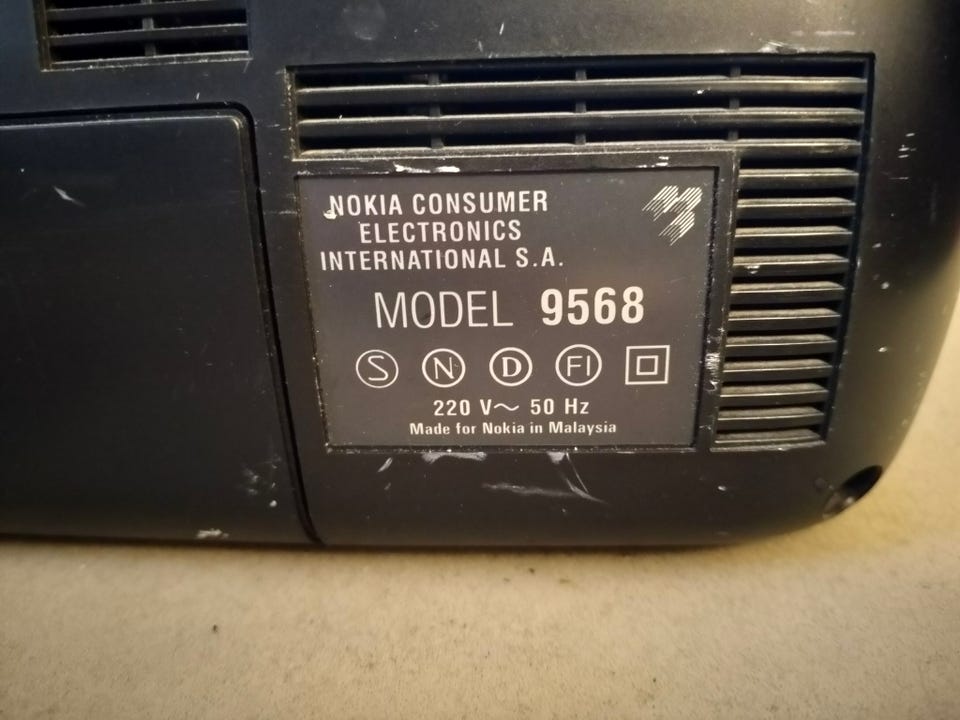 NOKIA CONSUMER
ELECTRONICS
INTERNATIONAL S.A.
MODEL 9568
S N D FI
220 V~ 50 Hz
Made for Nokia in Malaysia